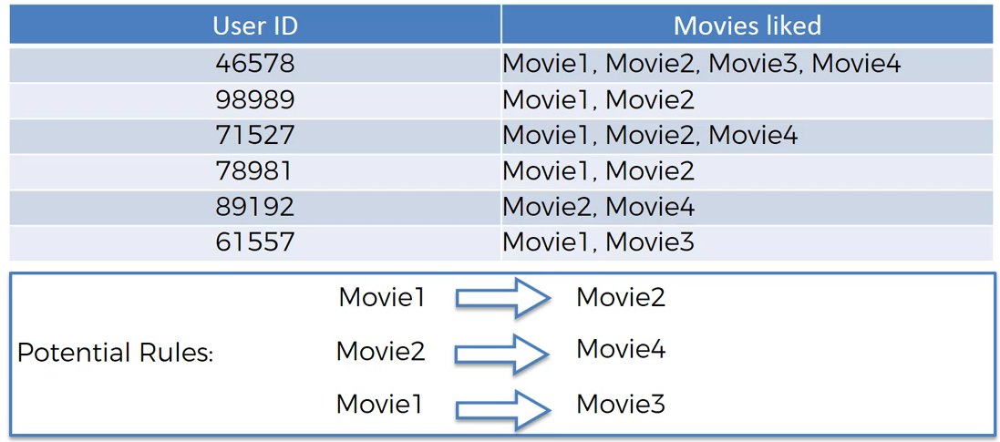 User ID Movies liked
46578 Movie1, Movie2, Movie3, Movie4
98989 Movie1, Movie2
71527 Movie1, Movie2, Movie4
78981 Movie1, Movie2
89192 Movie2, Movie4
61557 Movie1, Movie3
Movie1 Movie2
Potential Rules: Movie2 Movie4
Movie1 Movie3